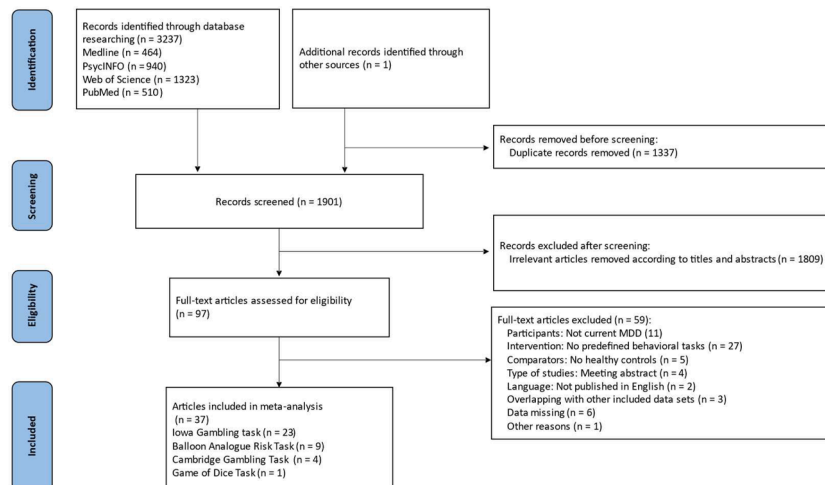 Identification
Records identified through database
researching (n = 3237)
Medline (n = 464)
PsycINFO (n = 940)
Web of Science (n = 1323)
PubMed (n = 510)
Additional records identified through
other sources (n = 1)
Records removed before screening:
Duplicate records removed (n = 1337)
Screening
Records screened (n = 1901)
Records excluded after screening:
Irrelevant articles removed according to titles and abstracts (n = 1809)
Eligibility
Full-text articles assessed for eligibility
(n = 97)
Full-text articles excluded (n = 59):
Participants: Not current MDD (11)
Intervention: No predefined behavioral tasks (n = 27)
Comparators: No healthy controls (n = 5)
Type of studies: Meeting abstract (n = 4)
Language: Not published in English (n = 2)
Overlapping with other included data sets (n = 3)
Data missing (n = 6)
Other reasons (n = 1)
Included
Articles included in meta-analysis
(n = 37)
Iowa Gambling task (n = 23)
Balloon Analogue Risk Task (n = 9)
Cambridge Gambling Task (n = 4)
Game of Dice Task (n = 1)